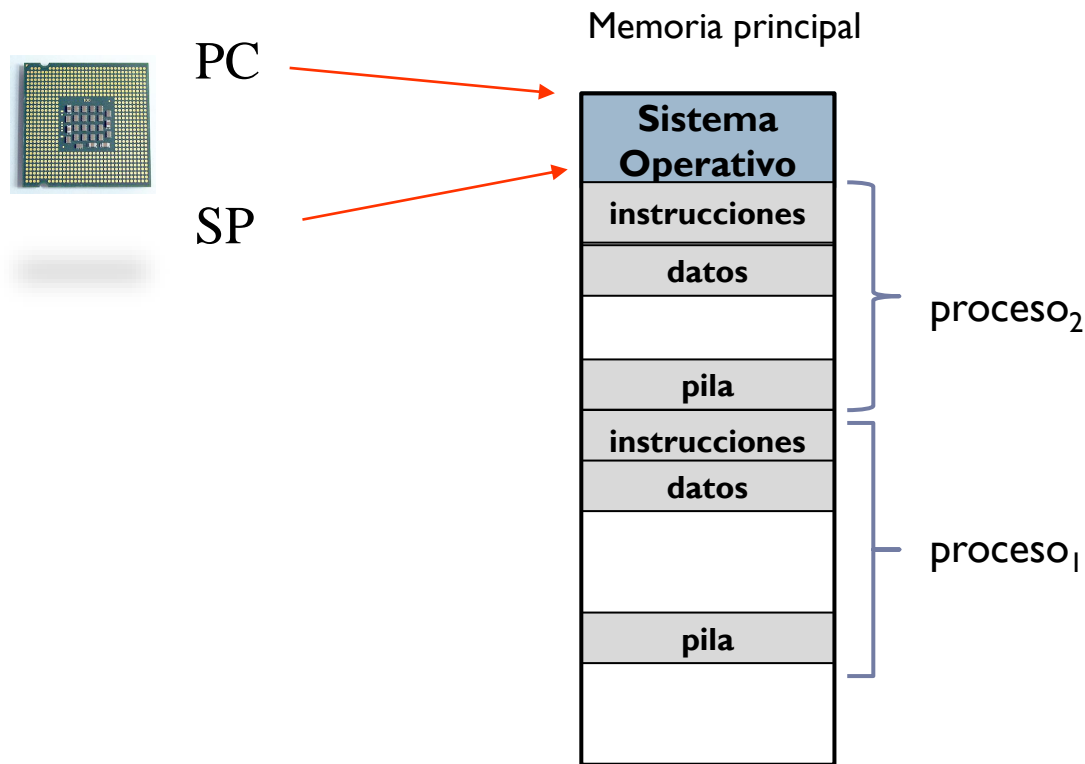 Memoria principal
PC
SP
Sistema
Operativo
instrucciones
datos
pila
proceso₂
instrucciones
datos
pila
proceso₁